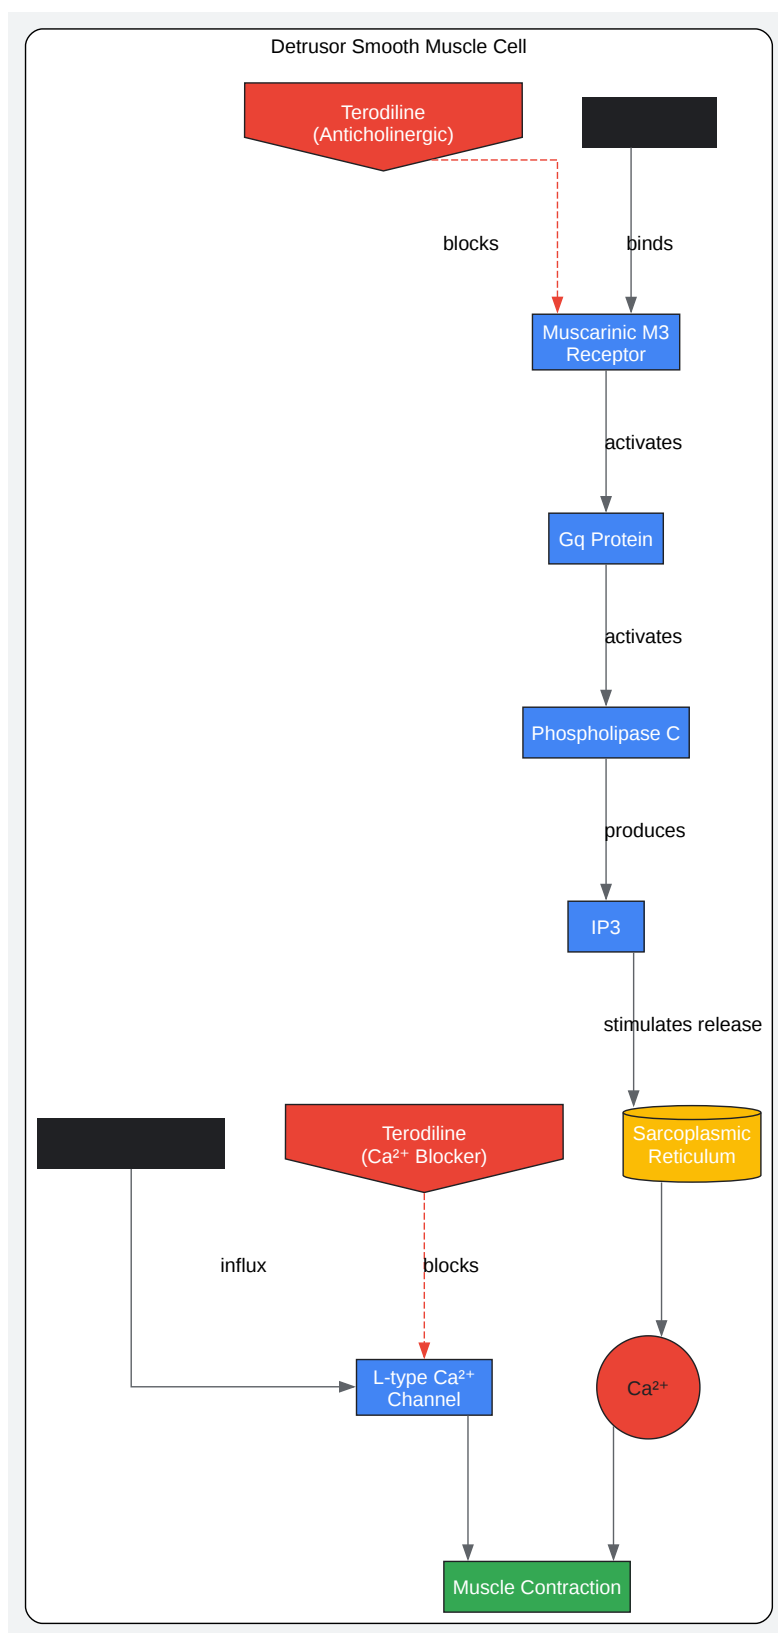 Detrusor Smooth Muscle Cell
Terodiline
(Anticholinergic)
blocks
binds
Muscarinic M3
Receptor
activates
Gq Protein
activates
Phospholipase C
produces
IP3
stimulates release
Terodiline
(Ca²⁺ Blocker)
Sarcoplasmic
Reticulum
influx
blocks
L-type Ca²⁺
Channel
Ca²⁺
Muscle Contraction